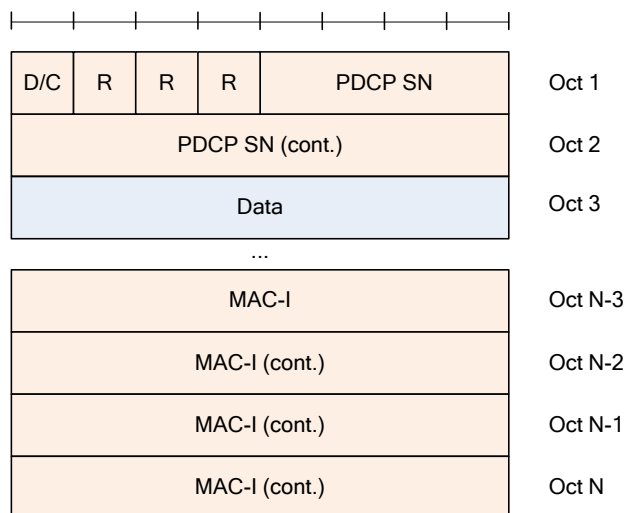 D/C R R R PDCP SN Oct 1
PDCP SN (cont.) Oct 2
Data Oct 3
...
MAC-I Oct N-3
MAC-I (cont.) Oct N-2
MAC-I (cont.) Oct N-1
MAC-I (cont.) Oct N